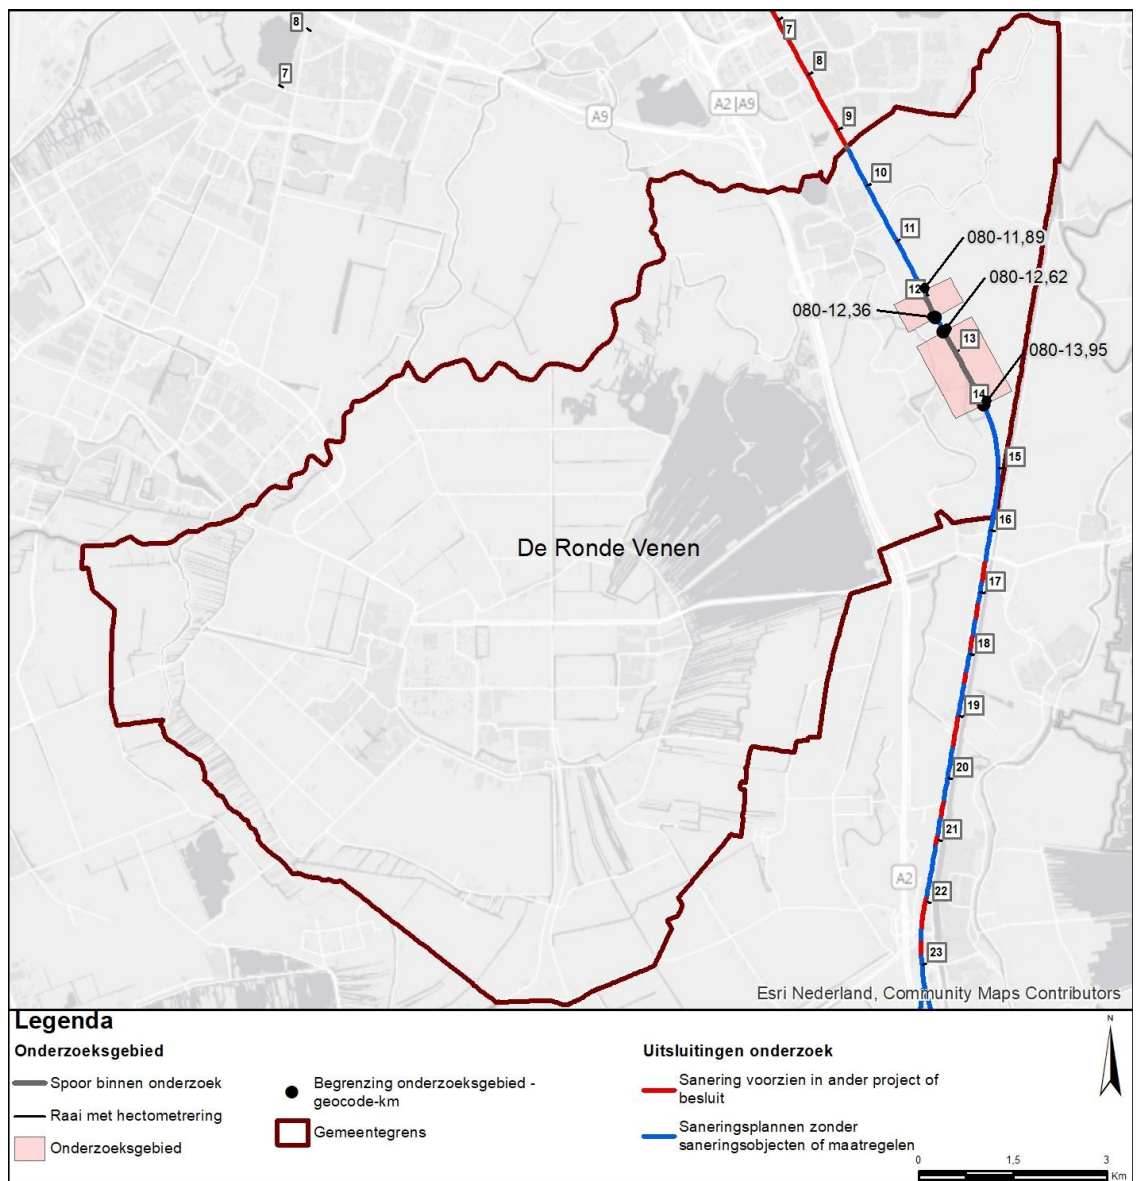 8
7
7
8
A9
A2|A9
9
10
11
080-11,89
12
080-12,62
080-12,36
13
080-13,95
14
15
16
De Ronde Venen
17
18
19
20
21
A2
22
23
Esri Nederland, Community Maps Contributors
Legenda
Onderzoeksgebied
Spoor binnen onderzoek
Raai met hectometrering
Onderzoeksgebied
Begrenzing onderzoeksgebied -
geocode-km
Gemeentegrens
Uitsluitingen onderzoek
Sanering voorzien in ander project of
besluit
Saneringsplannen zonder
saneringsobjecten of maatregelen
N
0 1,5 3
Km